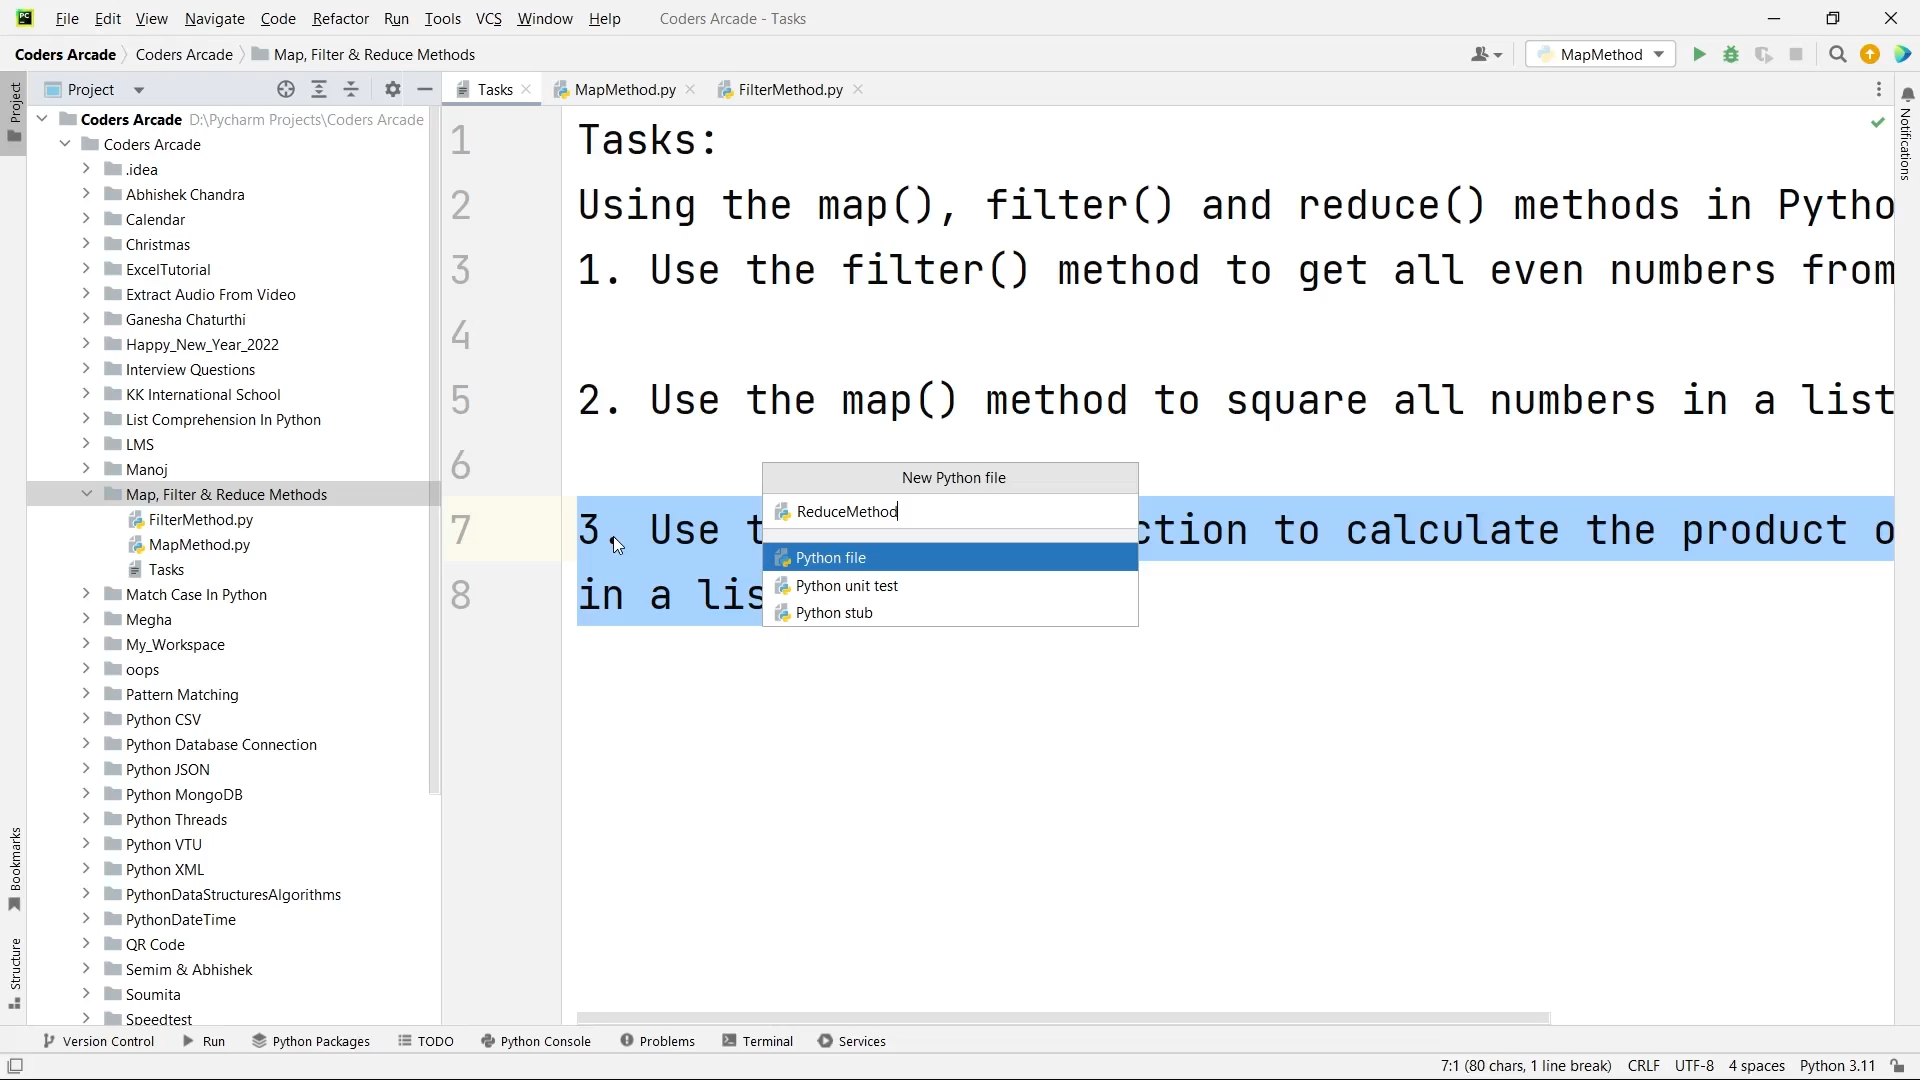 File Edit View Navigate Code Refactor Run Tools VCS Window Help Coders Arcade - Tasks
Coders Arcade Coders Arcade Map, Filter & Reduce Methods MapMethod
Project Project Tasks MapMethod.py FilterMethod.py
Notifications
Coders Arcade D:\Pycharm Projects\Coders Arcade
Coders Arcade
.idea
Abhishek Chandra
Calendar
Christmas
ExcelTutorial
Extract Audio From Video
Ganesha Chaturthi
Happy_New_Year_2022
Interview Questions
KK International School
List Comprehension In Python
LMS
Manoj
Map, Filter & Reduce Methods
FilterMethod.py
MapMethod.py
Tasks
Match Case In Python
Megha
My_Workspace
oops
Pattern Matching
Python CSV
Python Database Connection
Python JSON
Python MongoDB
Python Threads
Python VTU
Python XML
PythonDataStructuresAlgorithms
PythonDateTime
QR Code
Semim & Abhishek
Soumita
Speedtest
Bookmarks
Structure
1 Tasks:
2 Using the map(), filter() and reduce() methods in Pytho
3 1. Use the filter() method to get all even numbers from
4
5 2. Use the map() method to square all numbers in a list
6
7 3. Use t ction to calculate the product o
8 in a lis
New Python file
ReduceMethod
Python file
Python unit test
Python stub
Version Control Run Python Packages TODO Python Console Problems Terminal Services
7:1 (80 chars, 1 line break) CRLF UTF-8 4 spaces Python 3.11